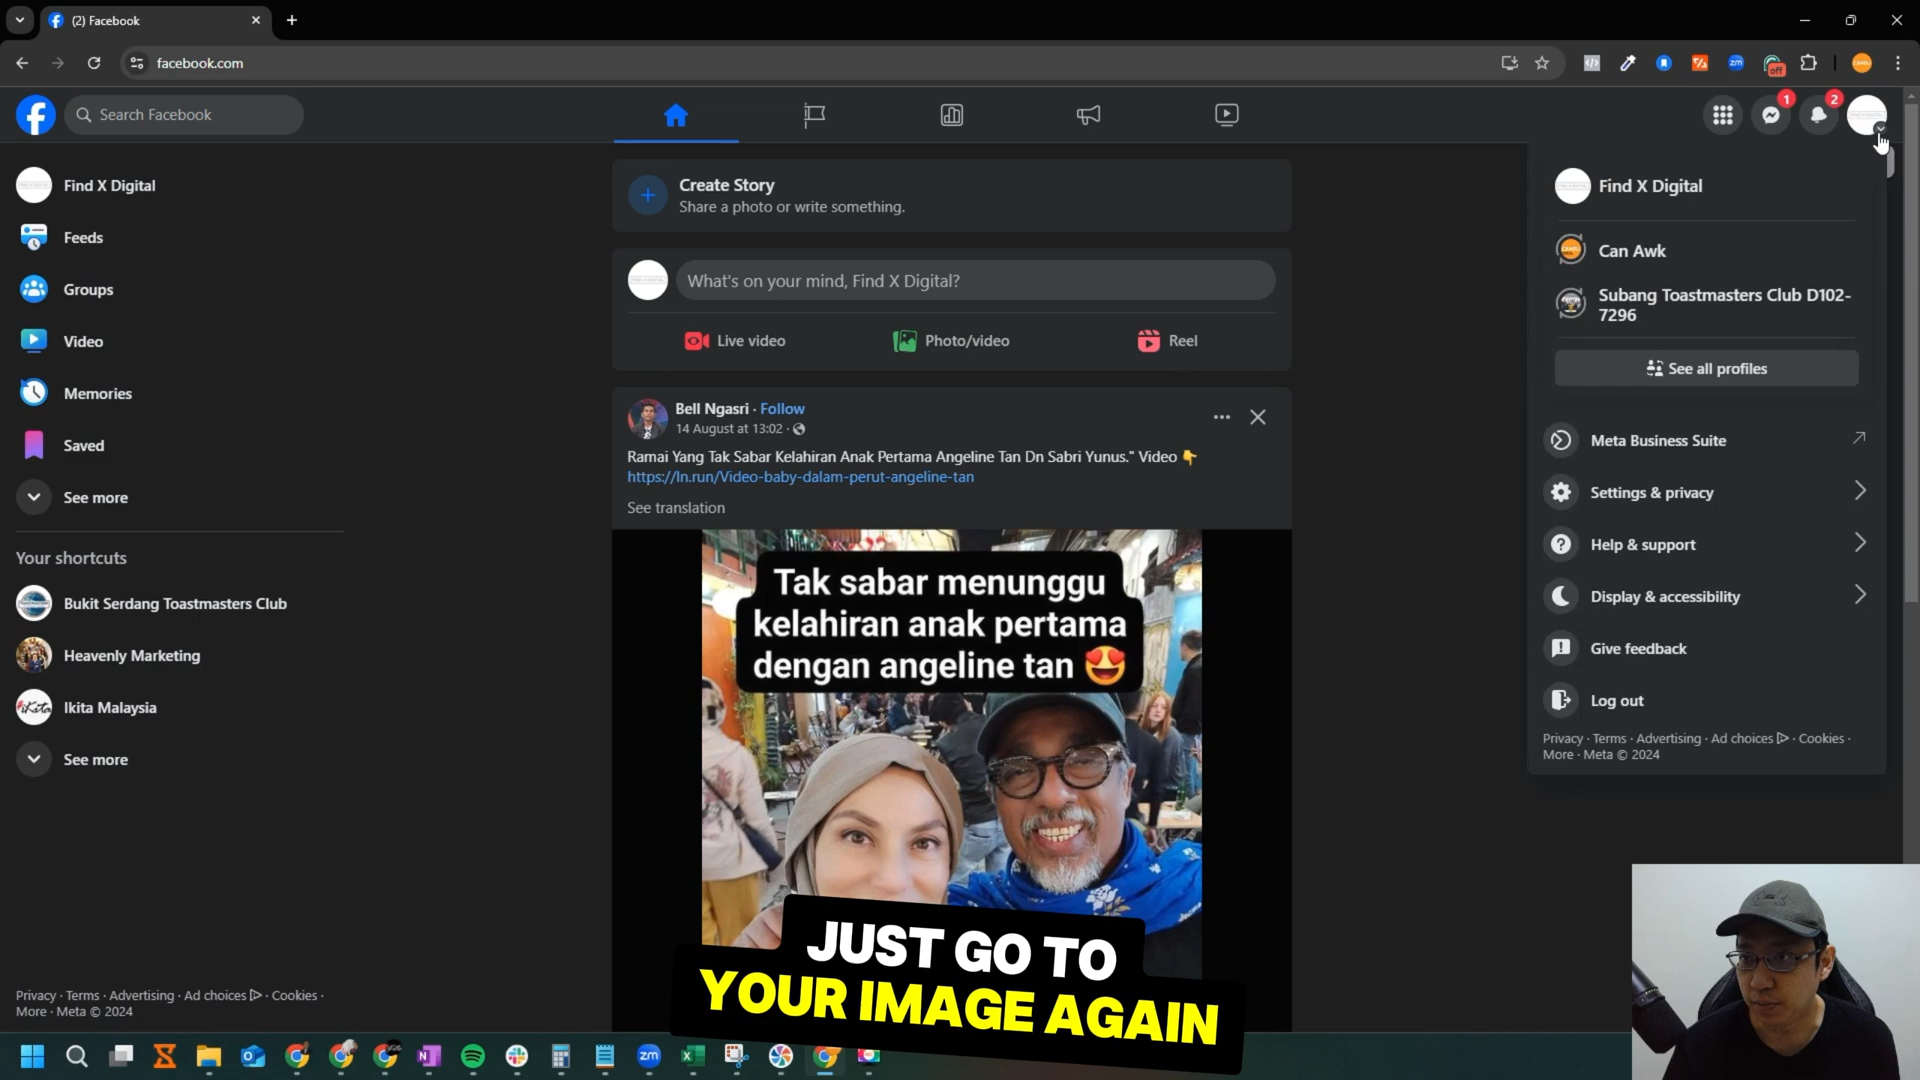 (2) Facebook
facebook.com
off
Search Facebook
1
2
Find X Digital
Feeds
Groups
Video
Memories
Saved
See more
Your shortcuts
Bukit Serdang Toastmasters Club
Heavenly Marketing
Ikita Malaysia
See more
Privacy · Terms · Advertising · Ad choices · Cookies ·
More · Meta © 2024
Create Story
Share a photo or write something.
What's on your mind, Find X Digital?
Live video
Photo/video
Reel
Bell Ngasri · Follow
14 August at 13:02 ·
Ramai Yang Tak Sabar Kelahiran Anak Pertama Angeline Tan Dn Sabri Yunus." Video 👇
https://ln.run/Video-baby-dalam-perut-angeline-tan
See translation
Tak sabar menunggu
kelahiran anak pertama
dengan angeline tan 😍
JUST GO TO
YOUR IMAGE AGAIN
Find X Digital
Can Awk
Subang Toastmasters Club D102-
7296
See all profiles
Meta Business Suite
Settings & privacy
Help & support
Display & accessibility
Give feedback
Log out
Privacy · Terms · Advertising · Ad choices · Cookies ·
More · Meta © 2024
zm
zm